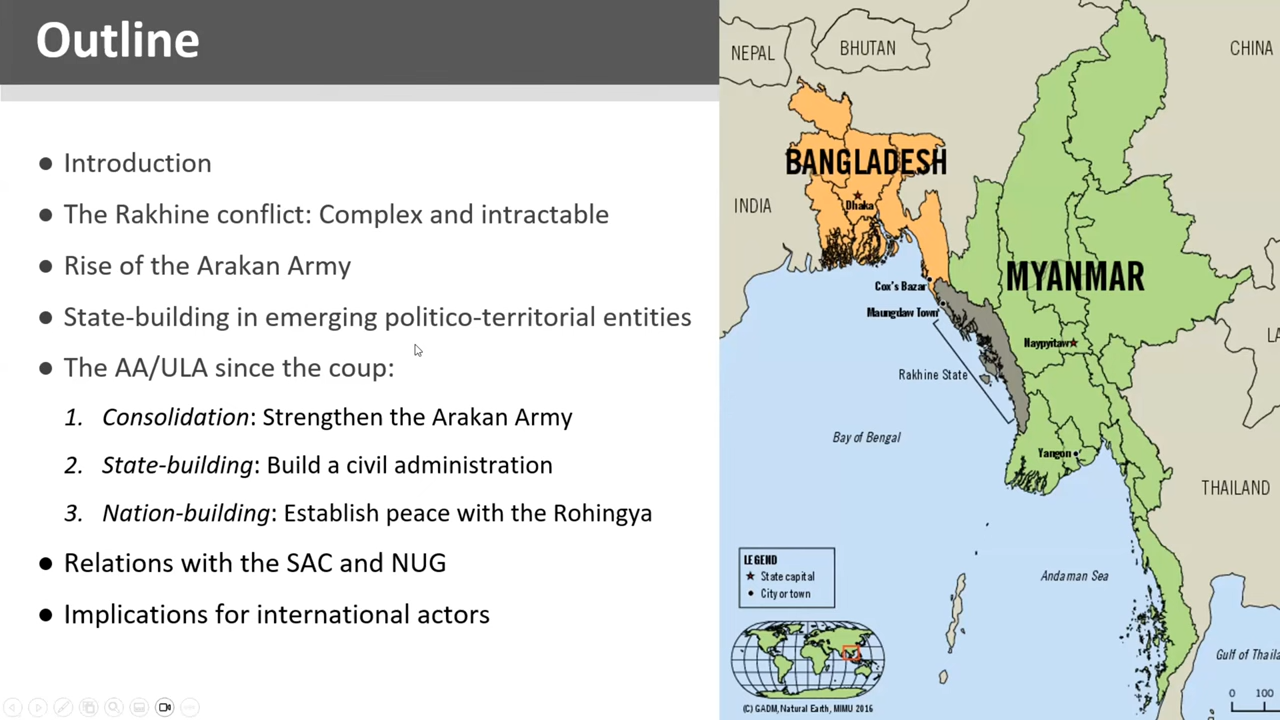 Outline
● Introduction
● The Rakhine conflict: Complex and intractable
● Rise of the Arakan Army
● State-building in emerging politico-territorial entities
● The AA/ULA since the coup:
1. Consolidation: Strengthen the Arakan Army
2. State-building: Build a civil administration
3. Nation-building: Establish peace with the Rohingya
● Relations with the SAC and NUG
● Implications for international actors
NEPAL
BHUTAN
CHINA
BANGLADESH
INDIA
Dhaka
MYANMAR
Cox's Bazar
Maungdaw Town
LA
Naypyitaw
Rakhine State
Bay of Bengal
Yangon
THAILAND
LEGEND
State capital
City or town
Andaman Sea
Gulf of Thaila
0 100
(C) GADM, Natural Earth, MIMU 2016